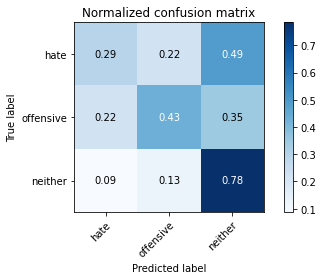 Normalized confusion matrix
True label
hate 0.29 0.22 0.49
offensive 0.22 0.43 0.35
neither 0.09 0.13 0.78
hate offensive neither
Predicted label
0.7
0.6
0.5
0.4
0.3
0.2
0.1